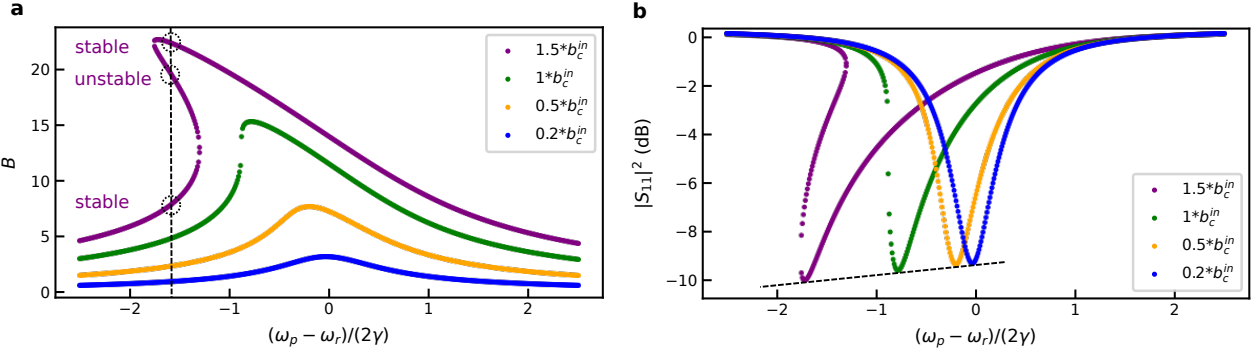 a
stable
unstable
stable
1.5*b_c^{in}
1*b_c^{in}
0.5*b_c^{in}
0.2*b_c^{in}
20
15
10
5
0
B
−2
−1
0
1
2
(ω_p − ω_r)/(2γ)
b
0
−2
−4
−6
−8
−10
|S_{11}|^2 (dB)
1.5*b_c^{in}
1*b_c^{in}
0.5*b_c^{in}
0.2*b_c^{in}
−2
−1
0
1
2
(ω_p − ω_r)/(2γ)